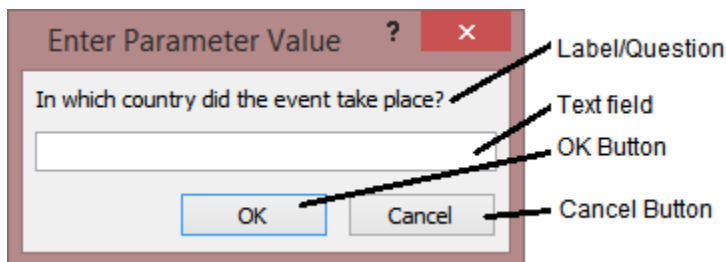 Enter Parameter Value ? ×
Label/Question
In which country did the event take place?
Text field
OK Button
OK Cancel
Cancel Button